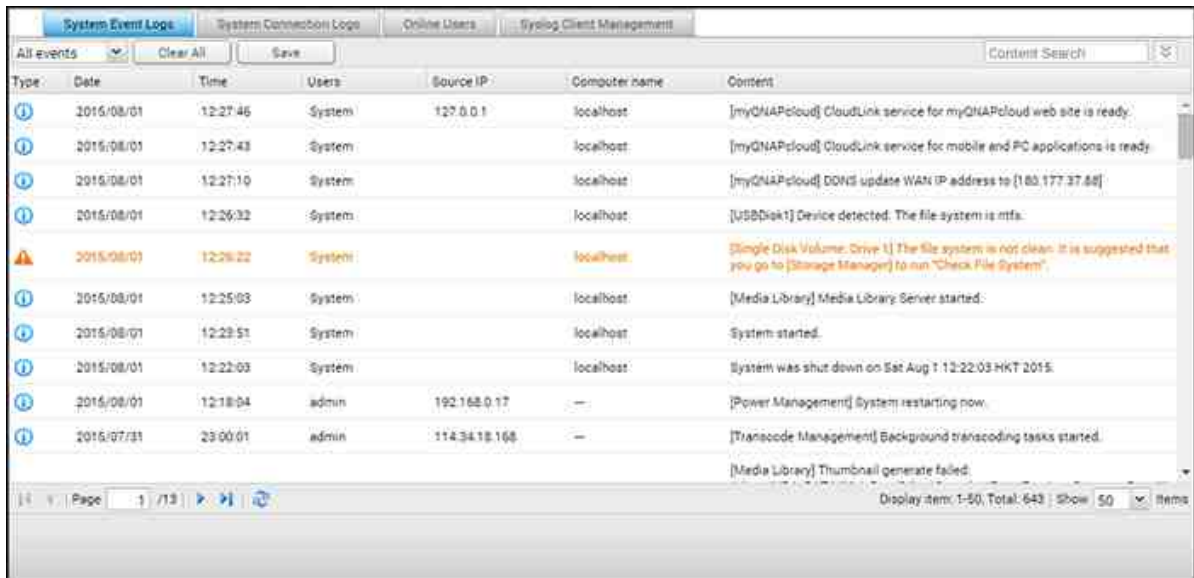 System Event Logs System Connection Logs Online Users Syslog Client Management
All events Clear All Save Content Search
Type Date Time Users Source IP Computer name Content
2015/08/01 12:27:46 System 127.0.0.1 localhost [myQNAPcloud] CloudLink service for myQNAPcloud web site is ready.
2015/08/01 12:27:43 System localhost [myQNAPcloud] CloudLink service for mobile and PC applications is ready.
2015/08/01 12:27:10 System localhost [myQNAPcloud] DDNS update WAN IP address to [180.177.37.88]
2015/08/01 12:26:32 System localhost [USBDisk1] Device detected. The file system is ntfs.
2015/08/01 12:26:22 System localhost [Single Disk Volume: Drive 1] The file system is not clean. It is suggested that
you go to [Storage Manager] to run "Check File System".
2015/08/01 12:25:03 System localhost [Media Library] Media Library Server started.
2015/08/01 12:23:51 System localhost System started.
2015/08/01 12:22:03 System localhost System was shut down on Sat Aug 1 12:22:03 HKT 2015.
2015/08/01 12:18:04 admin 192.168.0.17 --- [Power Management] System restarting now.
2015/07/31 23:00:01 admin 114.34.18.168 --- [Transcode Management] Background transcoding tasks started.
[Media Library] Thumbnail generate failed:
Page 1 /13 Display item: 1-50, Total: 643 Show 50 Items